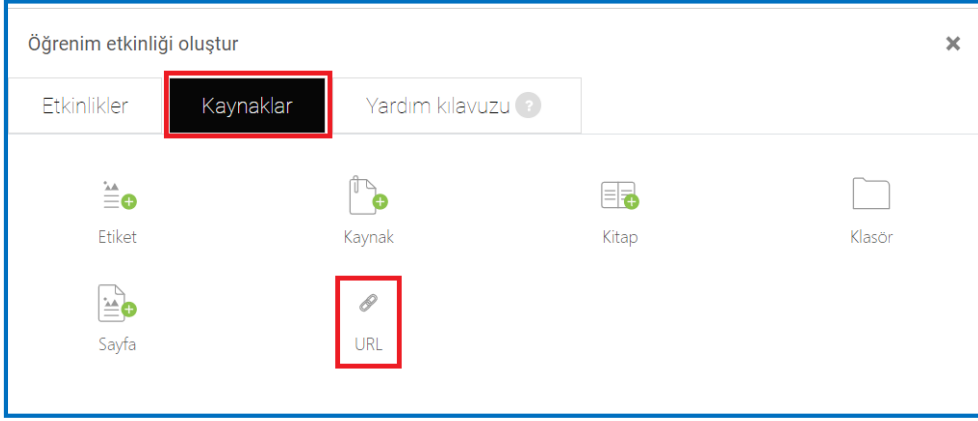 Öğrenim etkinliği oluştur
Etkinlikler Kaynaklar Yardım kılavuzu ?
Etiket Kaynak Kitap Klasör
Sayfa URL